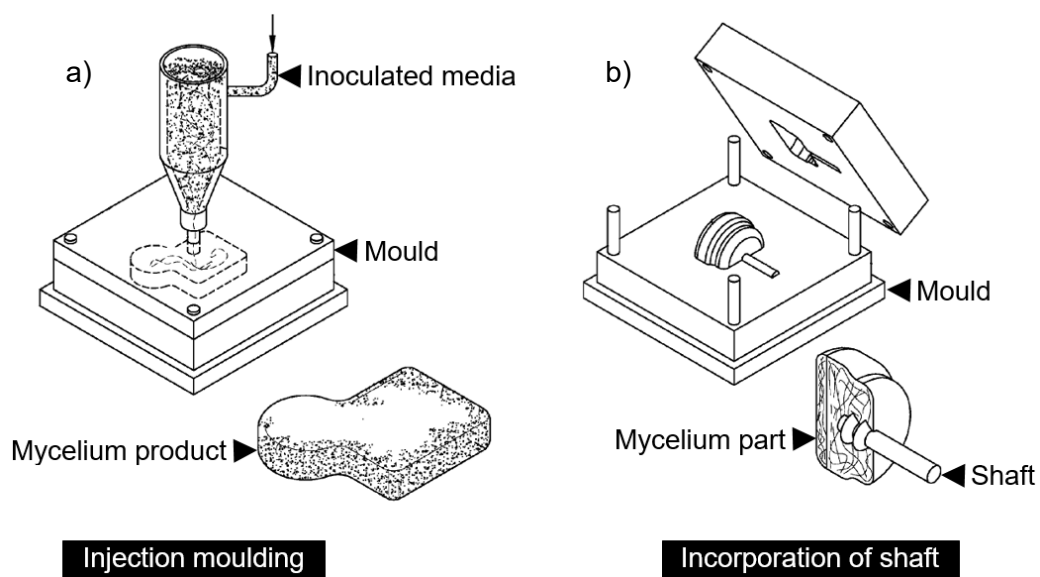 a)
Inoculated media
Mould
Mycelium product
Injection moulding
b)
Mould
Mycelium part
Shaft
Incorporation of shaft